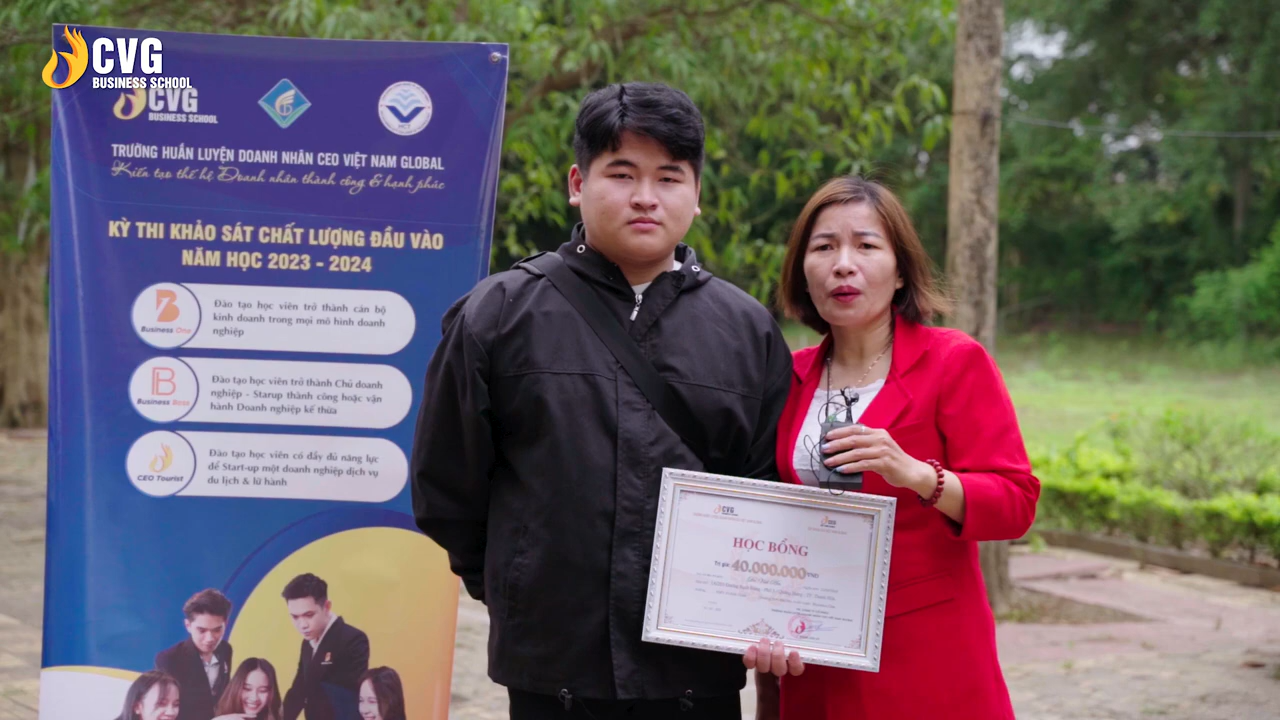 CVG
BUSINESS SCHOOL
CVG
BUSINESS SCHOOL
TRƯỜNG HUẤN LUYỆN DOANH NHÂN CEO VIỆT NAM GLOBAL
Kiến tạo thế hệ Doanh nhân thành công & hạnh phúc
KỲ THI KHẢO SÁT CHẤT LƯỢNG ĐẦU VÀO
NĂM HỌC 2023 - 2024
Business One
Đào tạo học viên trở thành cán bộ
kinh doanh trong mọi mô hình doanh
nghiệp
Business Boss
Đào tạo học viên trở thành Chủ doanh
nghiệp - Starup thành công hoặc vận
hành Doanh nghiệp kế thừa
CEO Tourist
Đào tạo học viên có đầy đủ năng lực
để Start-up một doanh nghiệp dịch vụ
du lịch & lữ hành
CVG
HỌC BỔNG
Trị giá: 40.000.000